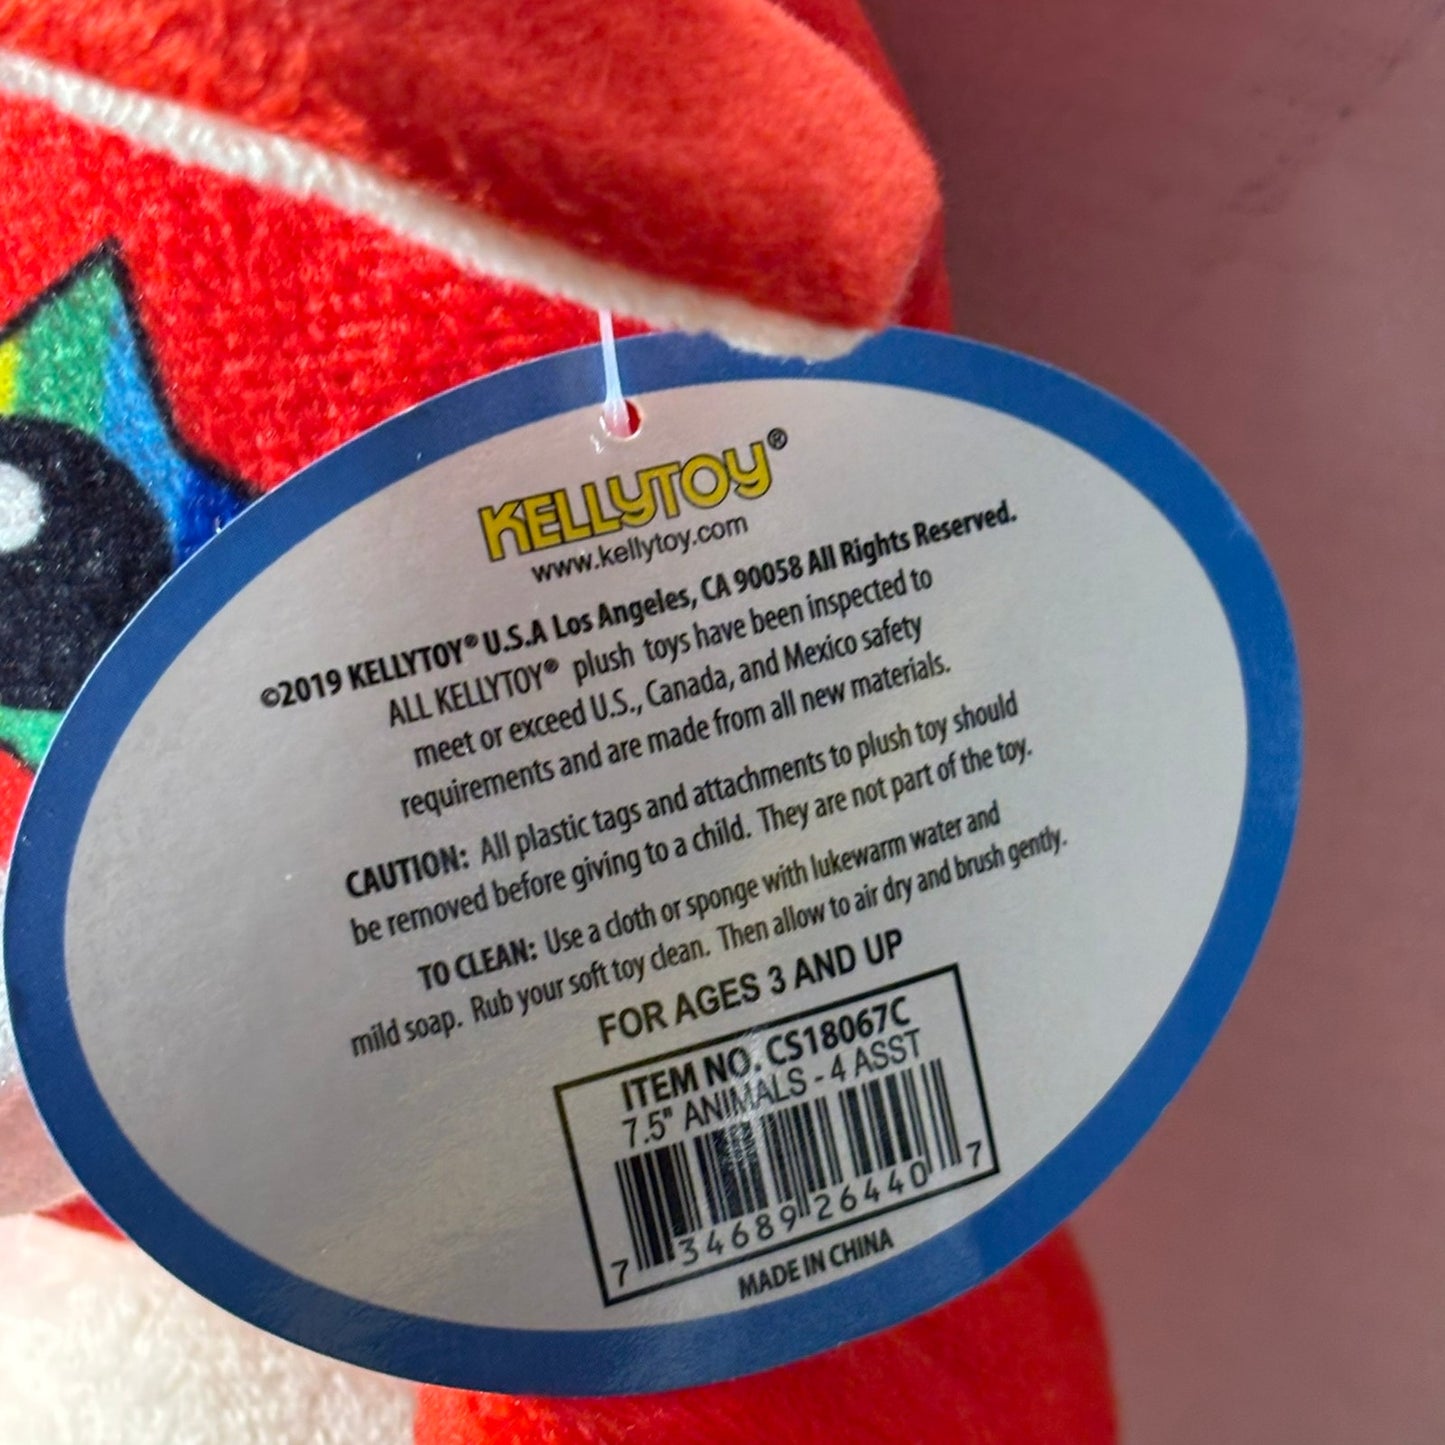 KELLYTOY®
www.kellytoy.com
©2019 KELLYTOY® U.S.A Los Angeles, CA 90058 All Rights Reserved.
ALL KELLYTOY® plush toys have been inspected to
meet or exceed U.S., Canada, and Mexico safety
requirements and are made from all new materials.
CAUTION: All plastic tags and attachments to plush toy should
be removed before giving to a child. They are not part of the toy.
TO CLEAN: Use a cloth or sponge with lukewarm water and
mild soap. Rub your soft toy clean. Then allow to air dry and brush gently.
FOR AGES 3 AND UP
ITEM NO. CS18067C
7.5" ANIMALS - 4 ASST
7 34689 26440 7
MADE IN CHINA